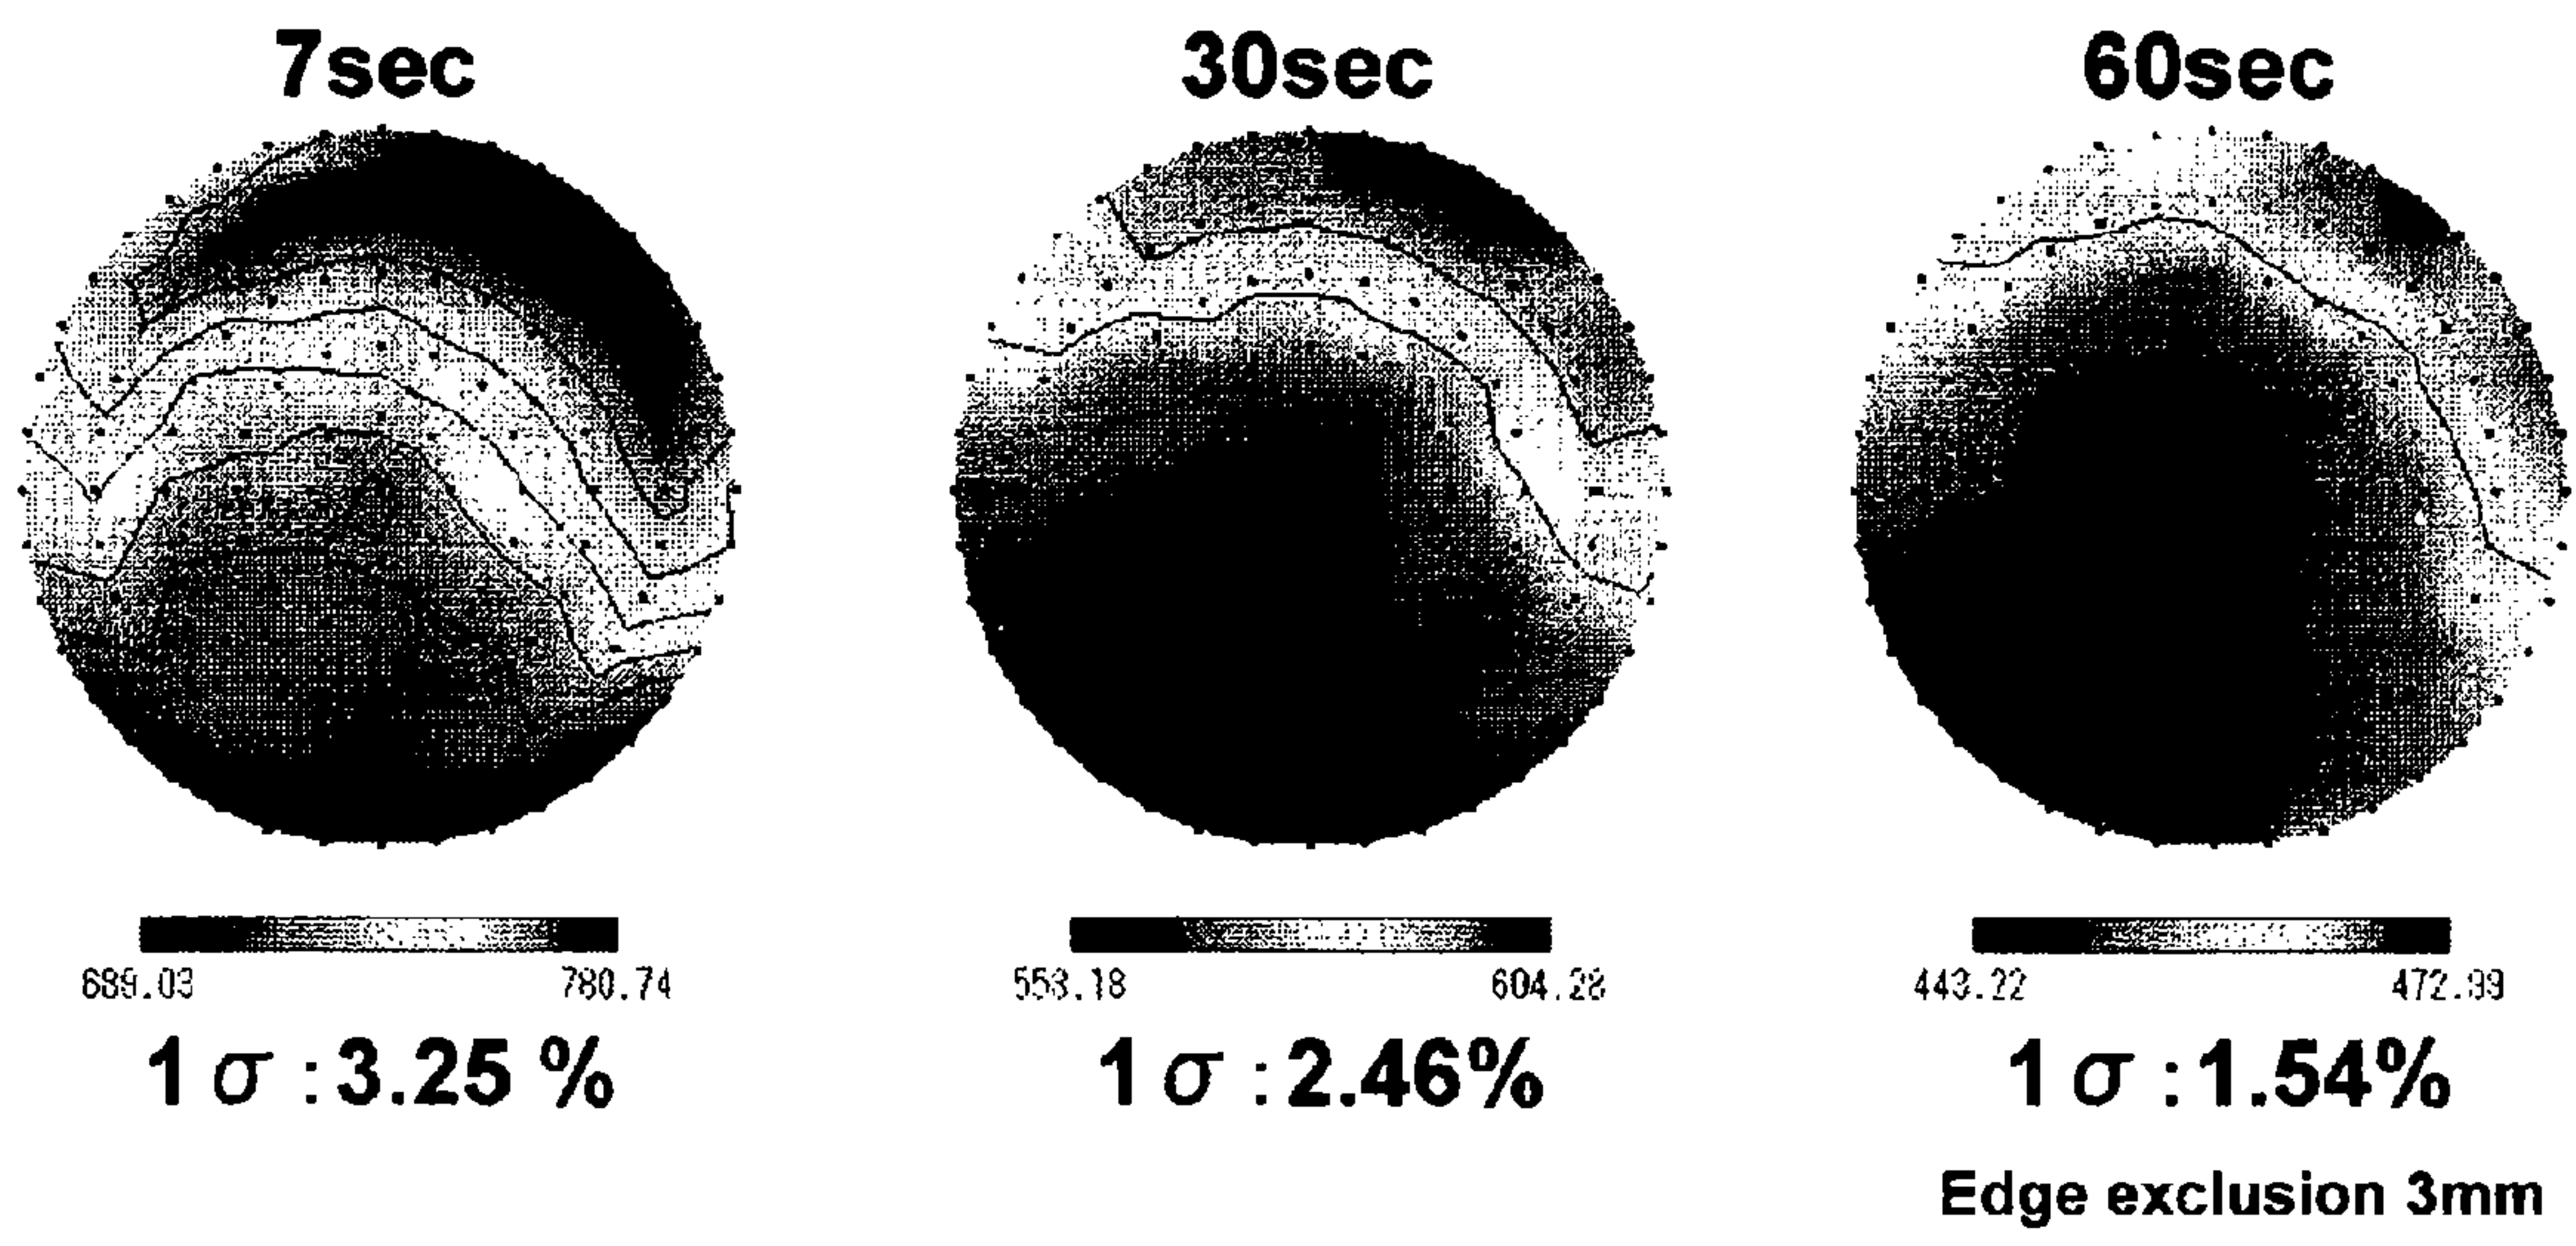 7sec 30sec 60sec
689.03 780.74 553.18 604.28 443.22 472.99
1σ:3.25 % 1σ:2.46% 1σ:1.54%
Edge exclusion 3mm